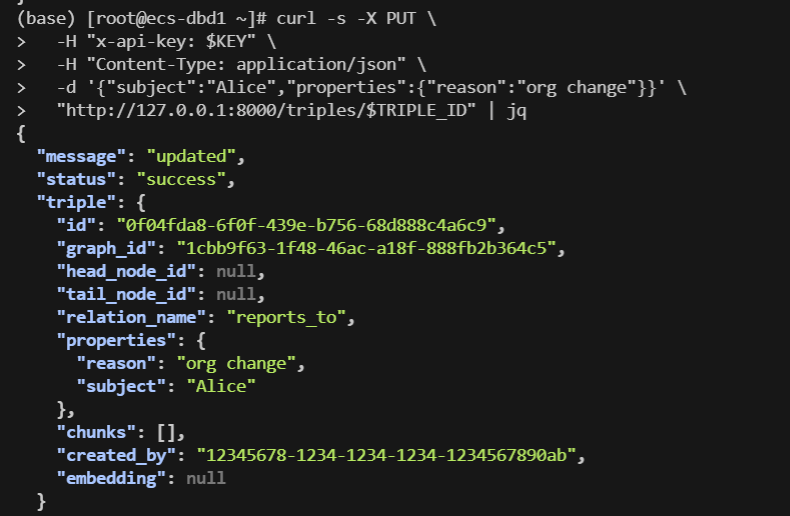 (base) [root@ecs-dbd1 ~]# curl -s -X PUT \
>   -H "x-api-key: $KEY" \
>   -H "Content-Type: application/json" \
>   -d '{"subject":"Alice","properties":{"reason":"org change"}}' \
>   "http://127.0.0.1:8000/triples/$TRIPLE_ID" | jq
{
  "message": "updated",
  "status": "success",
  "triple": {
    "id": "0f04fda8-6f0f-439e-b756-68d888c4a6c9",
    "graph_id": "1cbb9f63-1f48-46ac-a18f-888fb2b364c5",
    "head_node_id": null,
    "tail_node_id": null,
    "relation_name": "reports_to",
    "properties": {
      "reason": "org change",
      "subject": "Alice"
    },
    "chunks": [],
    "created_by": "12345678-1234-1234-1234-1234567890ab",
    "embedding": null
  }